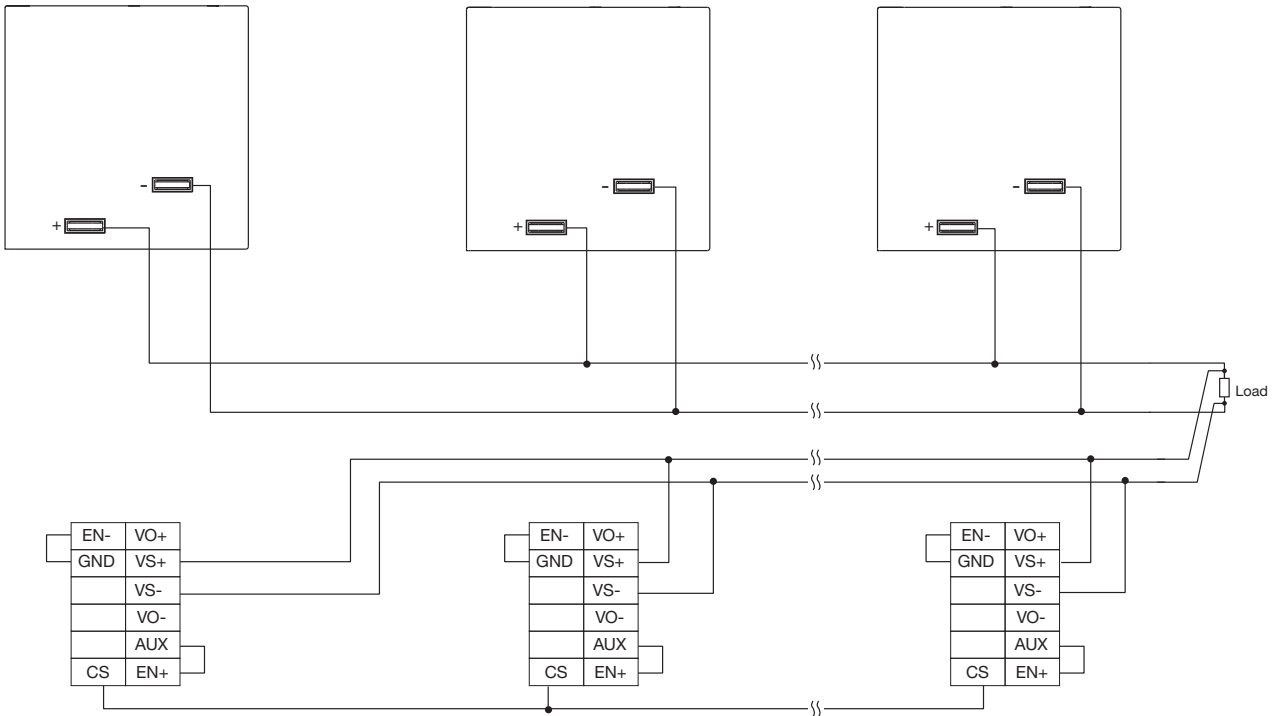 - - -
+ + +
Load
EN- VO+ EN- VO+ EN- VO+
GND VS+ GND VS+ GND VS+
VS- VS- VS-
VO- VO- VO-
AUX AUX AUX
CS EN+ CS EN+ CS EN+